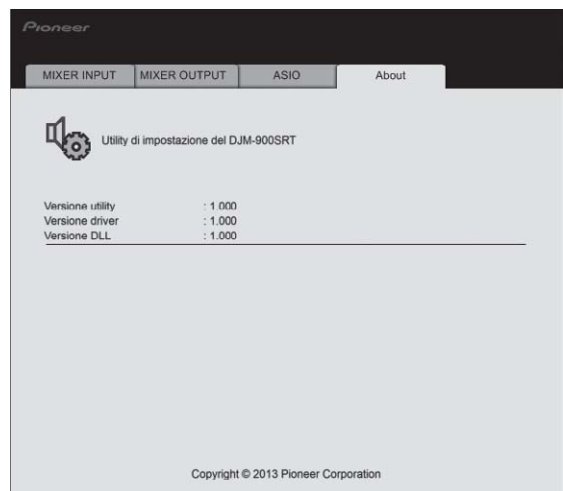 Pioneer
MIXER INPUT MIXER OUTPUT ASIO About
Utility di impostazione del DJM-900SRT
Versione utility : 1.000
Versione driver : 1.000
Versione DLL : 1.000
Copyright © 2013 Pioneer Corporation